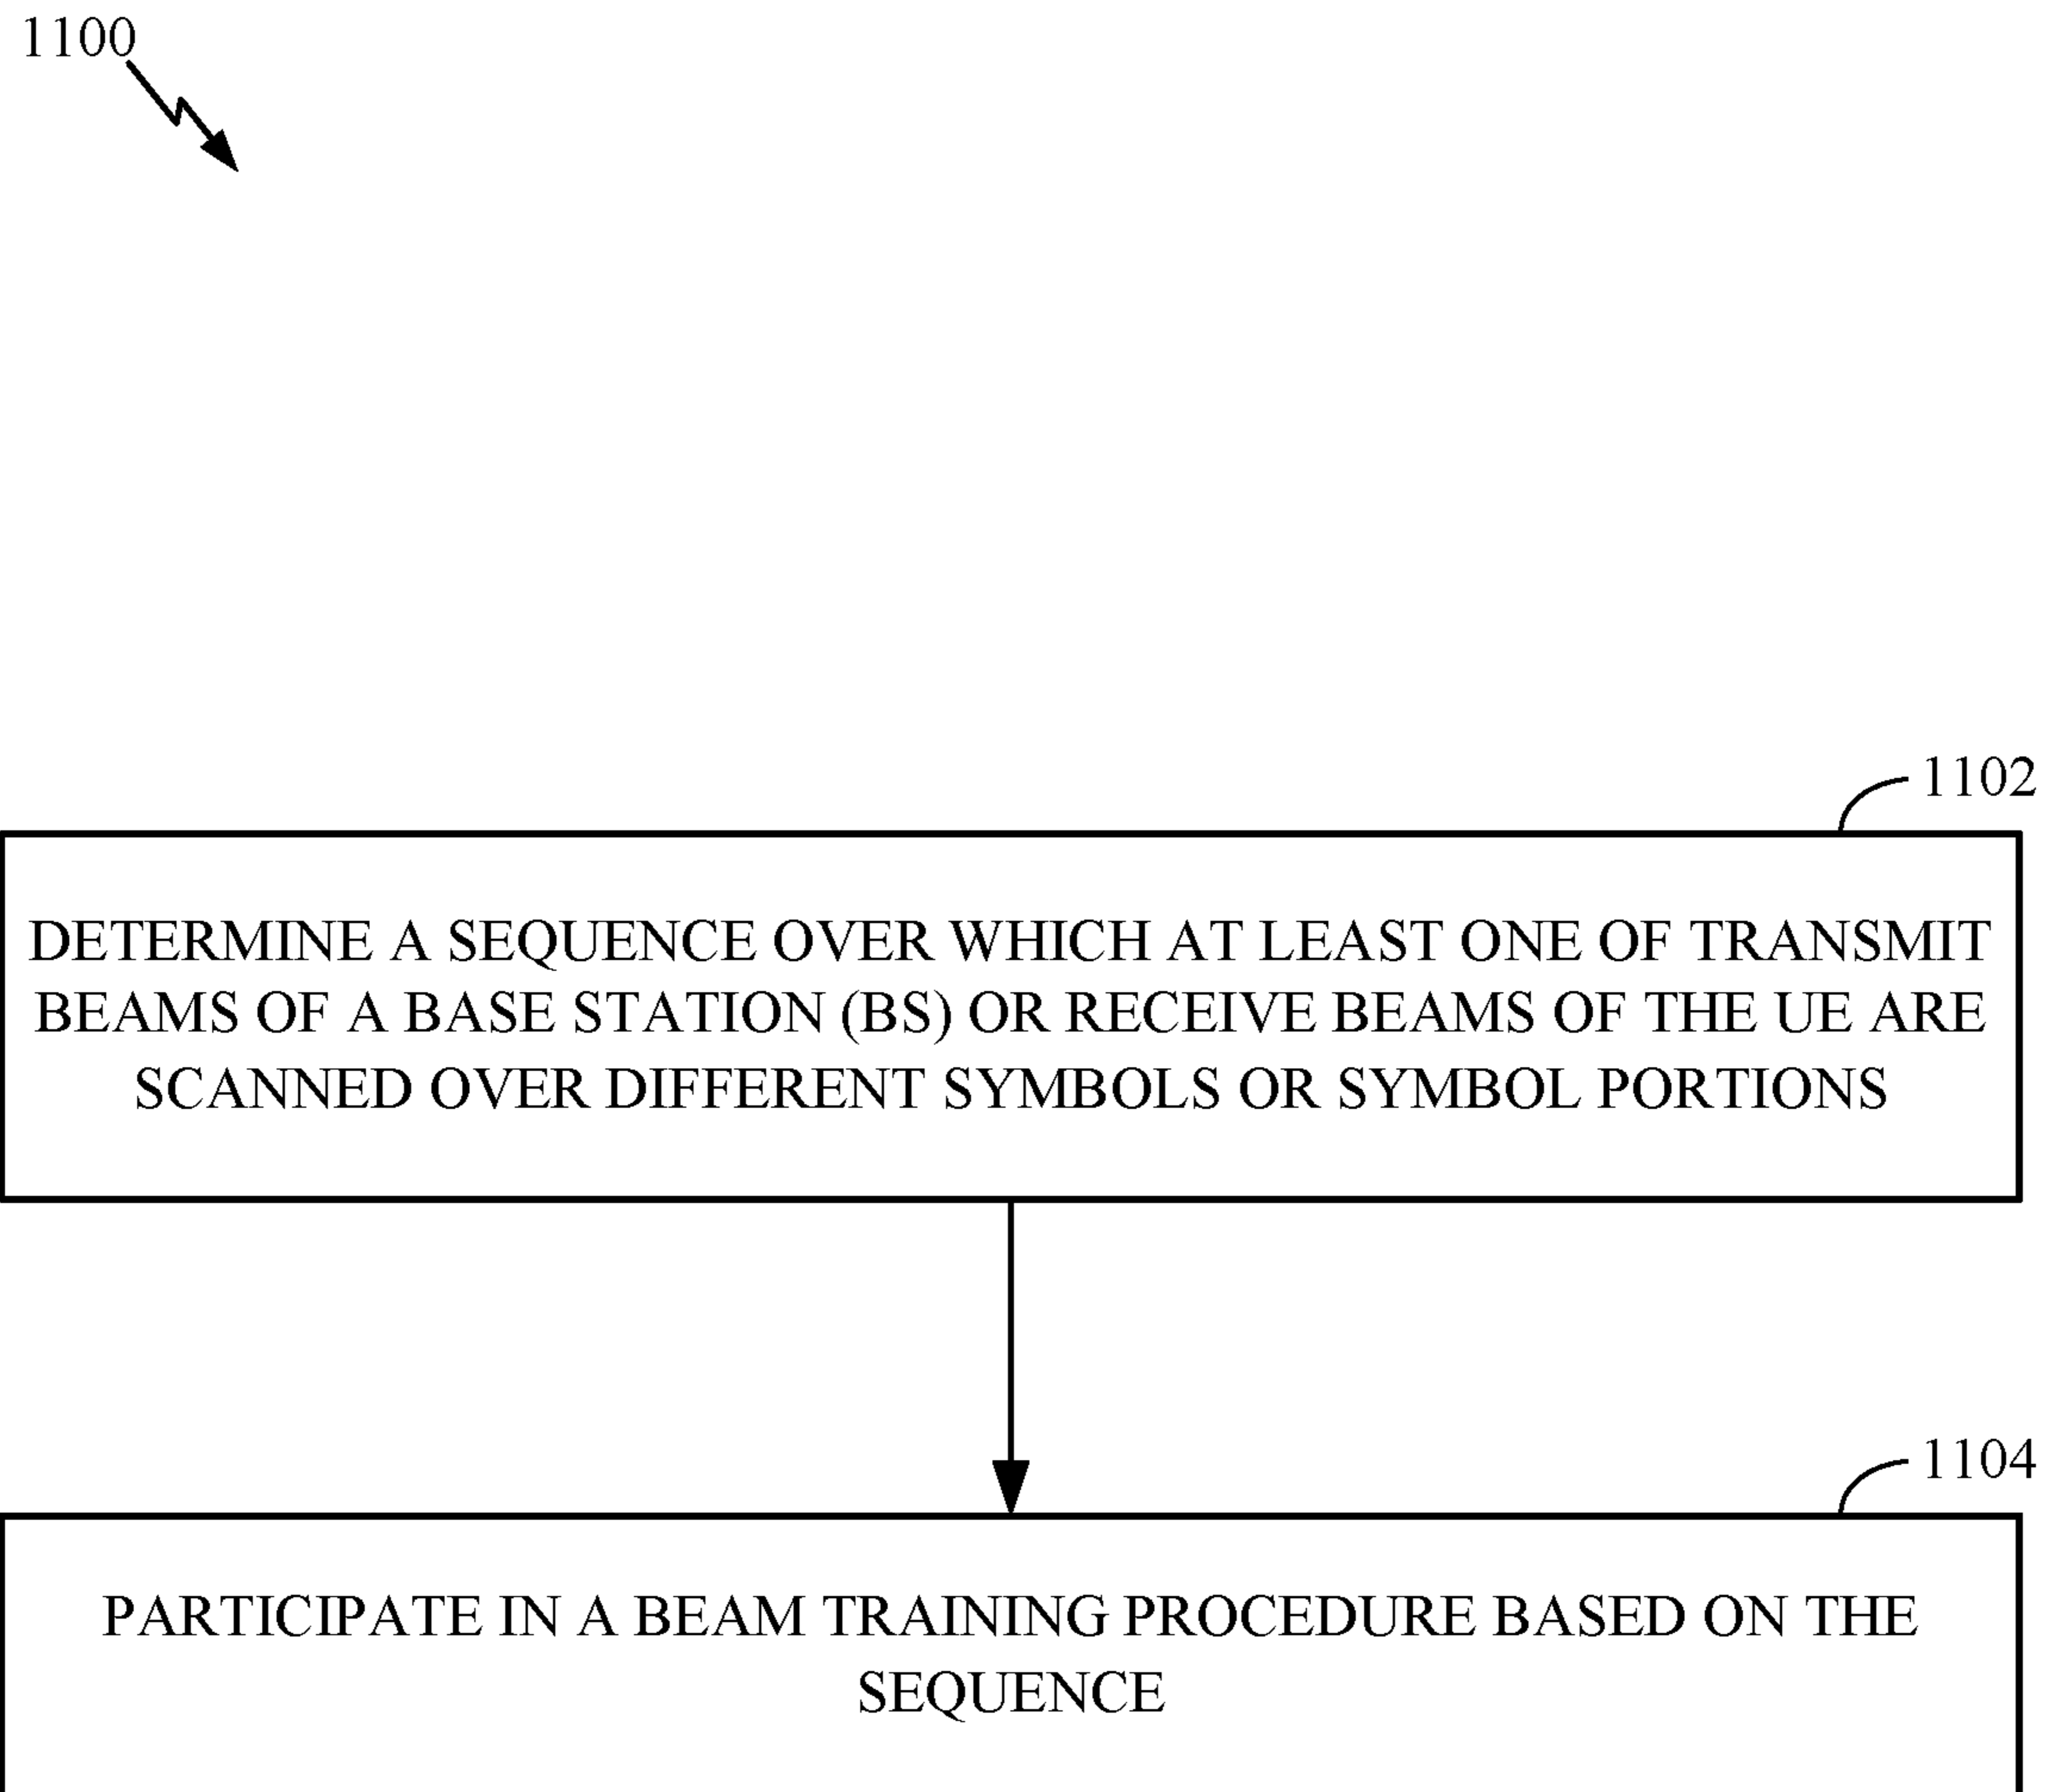 1100
1102
DETERMINE A SEQUENCE OVER WHICH AT LEAST ONE OF TRANSMIT
BEAMS OF A BASE STATION (BS) OR RECEIVE BEAMS OF THE UE ARE
SCANNED OVER DIFFERENT SYMBOLS OR SYMBOL PORTIONS
1104
PARTICIPATE IN A BEAM TRAINING PROCEDURE BASED ON THE
SEQUENCE